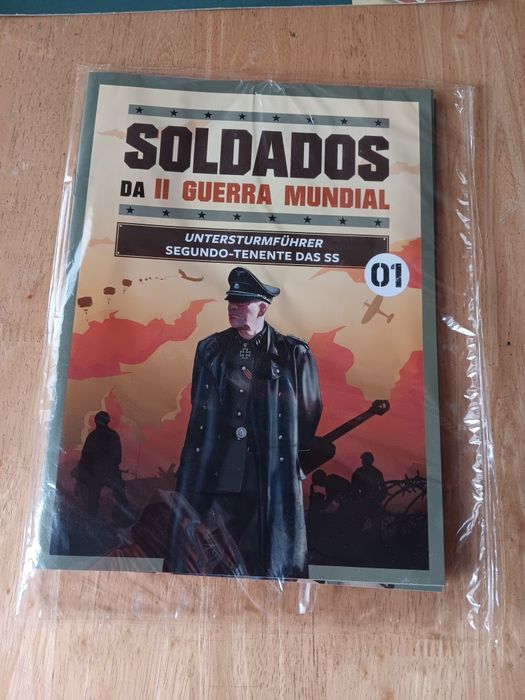 SOLDADOS
DA II GUERRA MUNDIAL
UNTERSTURMFÜHRER
SEGUNDO-TENENTE DAS SS
01